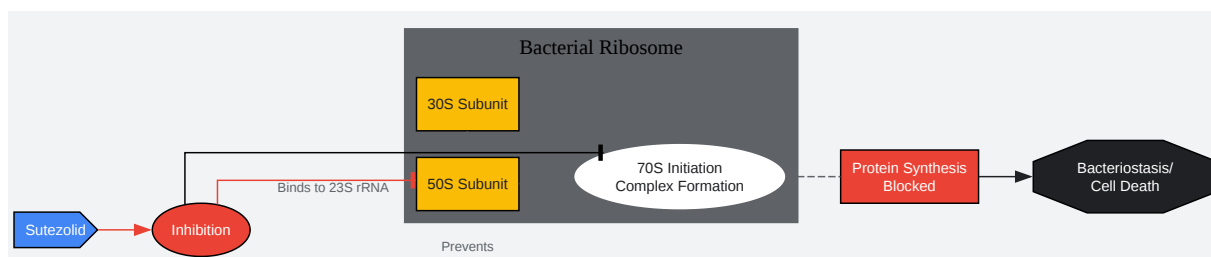 Bacterial Ribosome
30S Subunit
50S Subunit
70S Initiation
Complex Formation
Protein Synthesis
Blocked
Bacteriostasis/
Cell Death
Binds to 23S rRNA
Sutezolid
Inhibition
Prevents